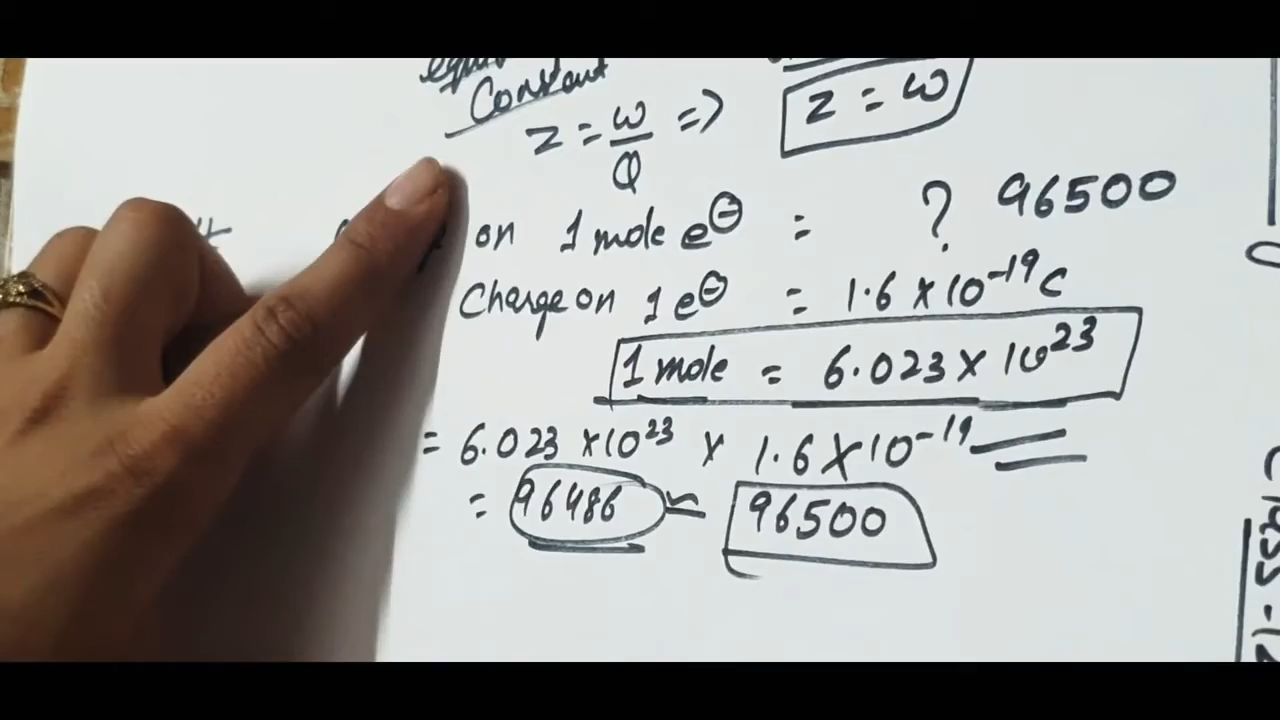 Constant
z = w/Q => z = w
on 1 mole e⊖ = ? 96500
Charge on 1 e⊖ = 1.6 × 10⁻¹⁹ C
1 mole = 6.023 × 10²³
= 6.023 × 10²³ × 1.6 × 10⁻¹⁹
= 96486 ≃ 96500